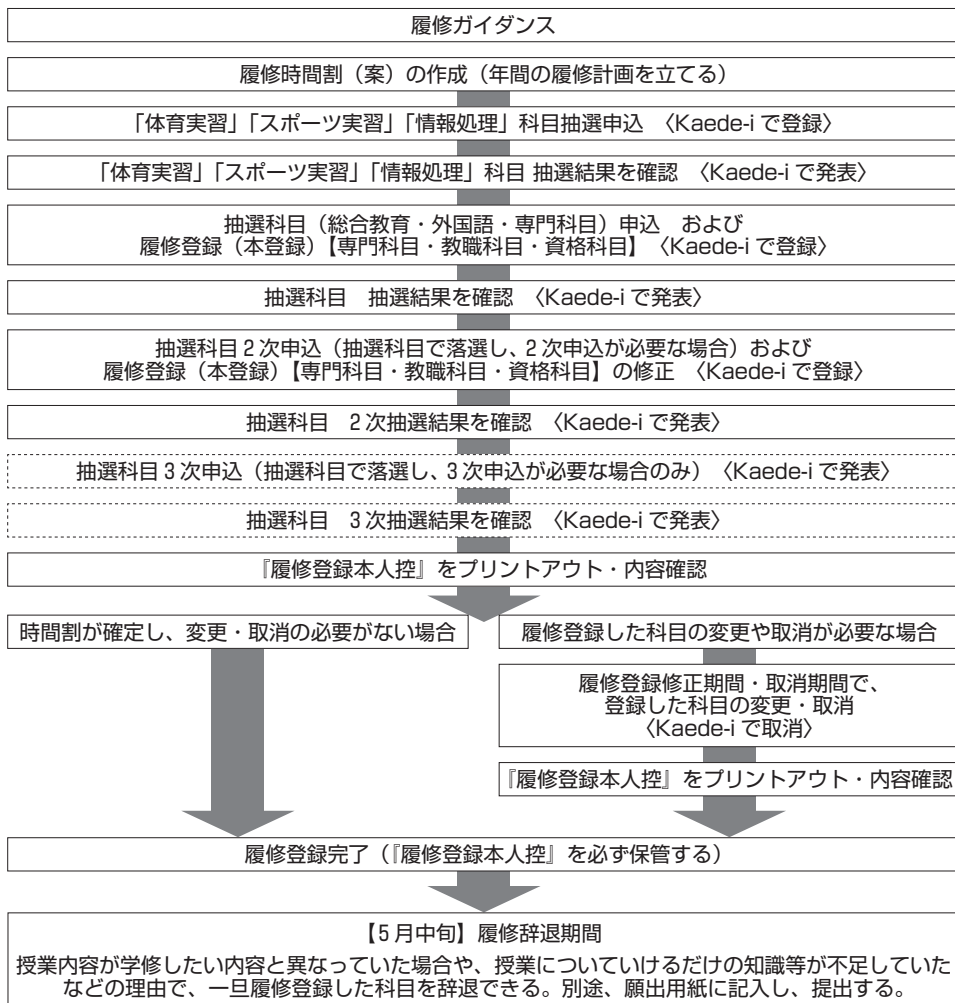 履修ガイダンス
履修時間割（案）の作成（年間の履修計画を立てる）
「体育実習」「スポーツ実習」「情報処理」科目抽選申込　〈Kaede-i で登録〉
「体育実習」「スポーツ実習」「情報処理」科目 抽選結果を確認　〈Kaede-i で発表〉
抽選科目（総合教育・外国語・専門科目）申込　および
履修登録（本登録）【専門科目・教職科目・資格科目】　〈Kaede-i で登録〉
抽選科目　抽選結果を確認　〈Kaede-i で発表〉
抽選科目２次申込（抽選科目で落選し、２次申込が必要な場合）および
履修登録（本登録）【専門科目・教職科目・資格科目】の修正　〈Kaede-i で登録〉
抽選科目　２次抽選結果を確認　〈Kaede-i で発表〉
抽選科目３次申込（抽選科目で落選し、３次申込が必要な場合のみ）〈Kaede-i で発表〉
抽選科目　３次抽選結果を確認　〈Kaede-i で発表〉
『履修登録本人控』をプリントアウト・内容確認
時間割が確定し、変更・取消の必要がない場合
履修登録した科目の変更や取消が必要な場合
履修登録修正期間・取消期間で、
登録した科目の変更・取消
〈Kaede-i で取消〉
『履修登録本人控』をプリントアウト・内容確認
履修登録完了（『履修登録本人控』を必ず保管する）
【５月中旬】履修辞退期間
授業内容が学修したい内容と異なっていた場合や、授業についていけるだけの知識等が不足していた
などの理由で、一旦履修登録した科目を辞退できる。別途、願出用紙に記入し、提出する。